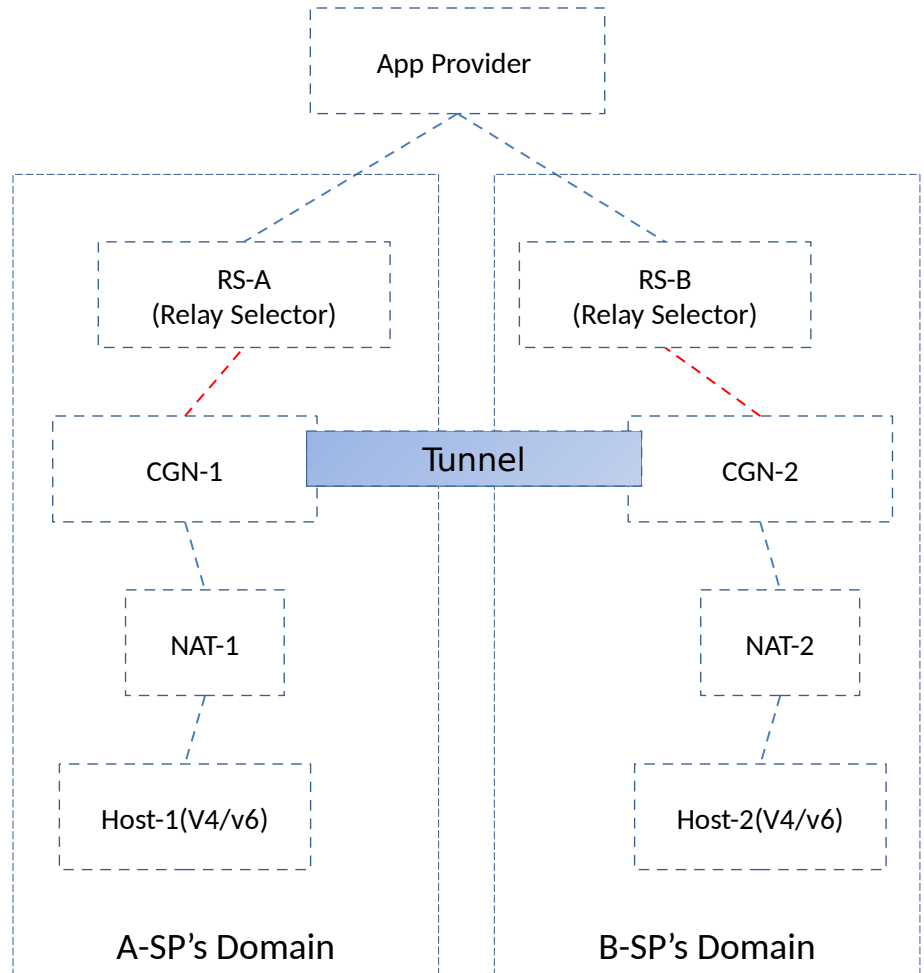 App Provider
RS-A
(Relay Selector)
RS-B
(Relay Selector)
CGN-1
Tunnel
CGN-2
NAT-1
NAT-2
Host-1(V4/v6)
Host-2(V4/v6)
A-SP’s Domain
B-SP’s Domain